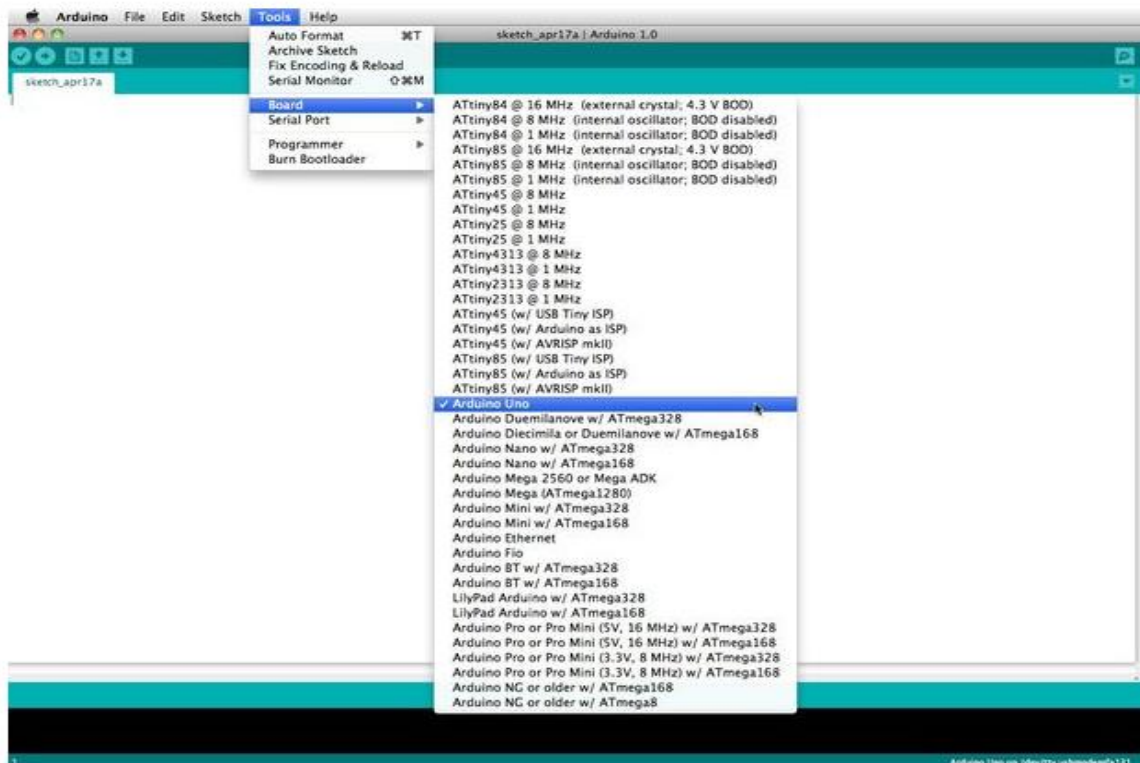 Arduino File Edit Sketch Tools Help
sketch_apr17a | Arduino 1.0
Auto Format ⌘T
Archive Sketch
Fix Encoding & Reload
Serial Monitor ⇧⌘M
sketch_apr17a
Board
Serial Port
Programmer
Burn Bootloader
ATtiny84 @ 16 MHz (external crystal; 4.3 V BOD)
ATtiny84 @ 8 MHz (internal oscillator; BOD disabled)
ATtiny84 @ 1 MHz (internal oscillator; BOD disabled)
ATtiny85 @ 16 MHz (external crystal; 4.3 V BOD)
ATtiny85 @ 8 MHz (internal oscillator; BOD disabled)
ATtiny85 @ 1 MHz (internal oscillator; BOD disabled)
ATtiny45 @ 8 MHz
ATtiny45 @ 1 MHz
ATtiny25 @ 8 MHz
ATtiny25 @ 1 MHz
ATtiny4313 @ 8 MHz
ATtiny4313 @ 1 MHz
ATtiny2313 @ 8 MHz
ATtiny2313 @ 1 MHz
ATtiny45 (w/ USB Tiny ISP)
ATtiny45 (w/ Arduino as ISP)
ATtiny45 (w/ AVRISP mkII)
ATtiny85 (w/ USB Tiny ISP)
ATtiny85 (w/ Arduino as ISP)
ATtiny85 (w/ AVRISP mkII)
✓ Arduino Uno
Arduino Duemilanove w/ ATmega328
Arduino Diecimila or Duemilanove w/ ATmega168
Arduino Nano w/ ATmega328
Arduino Nano w/ ATmega168
Arduino Mega 2560 or Mega ADK
Arduino Mega (ATmega1280)
Arduino Mini w/ ATmega328
Arduino Mini w/ ATmega168
Arduino Ethernet
Arduino Fio
Arduino BT w/ ATmega328
Arduino BT w/ ATmega168
LilyPad Arduino w/ ATmega328
LilyPad Arduino w/ ATmega168
Arduino Pro or Pro Mini (5V, 16 MHz) w/ ATmega328
Arduino Pro or Pro Mini (5V, 16 MHz) w/ ATmega168
Arduino Pro or Pro Mini (3.3V, 8 MHz) w/ ATmega328
Arduino Pro or Pro Mini (3.3V, 8 MHz) w/ ATmega168
Arduino NG or older w/ ATmega168
Arduino NG or older w/ ATmega8
Arduino Uno on